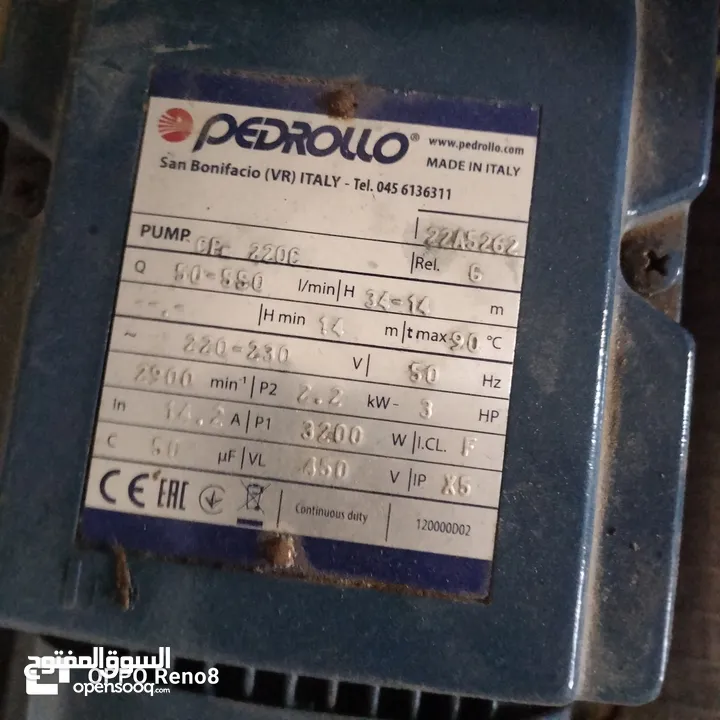 PEDROLLO®
www.pedrollo.com
San Bonifacio (VR) ITALY - Tel. 045 6136311
MADE IN ITALY
22A5262
PUMP 220C
Rel. G
Q 50-550 l/min H 34-14 m
--.- H min 14 m t max 90 °C
~ 220-230 V 50 Hz
2900 min-1 P2 2.2 kW - 3 HP
In 14.2 A P1 3200 W I.CL. F
C 50 µF VL 450 V IP X5
CE EAC
Continuous duty
120000D02
السوق المفتوح
opensooq.com
OPPO Reno8